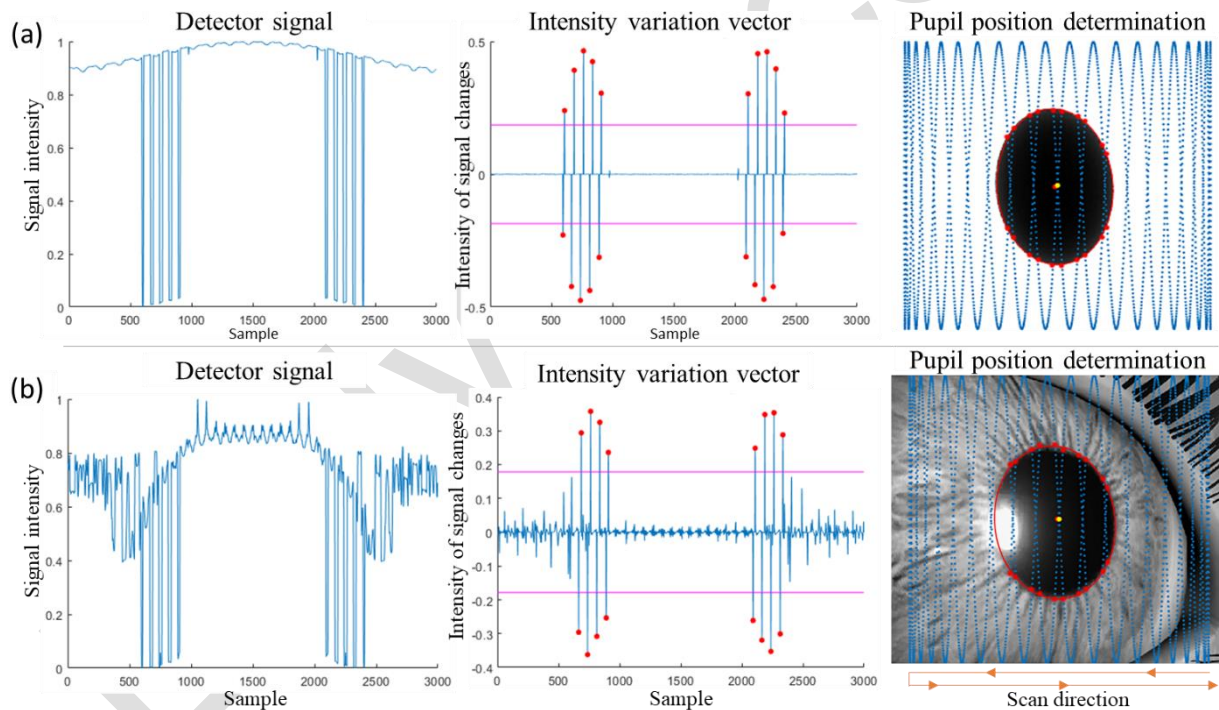 (a)
Detector signal
Intensity variation vector
Pupil position determination
Signal intensity
1
0.8
0.6
0.4
0.2
0
0 500 1000 1500 2000 2500 3000
Sample
Intensity of signal changes
0.5
0
-0.5
0 500 1000 1500 2000 2500 3000
Sample
(b)
Detector signal
Intensity variation vector
Pupil position determination
Signal intensity
1
0.8
0.6
0.4
0.2
0
0 500 1000 1500 2000 2500 3000
Sample
Intensity of signal changes
0.4
0.3
0.2
0.1
0
-0.1
-0.2
-0.3
-0.4
0 500 1000 1500 2000 2500 3000
Sample
Scan direction